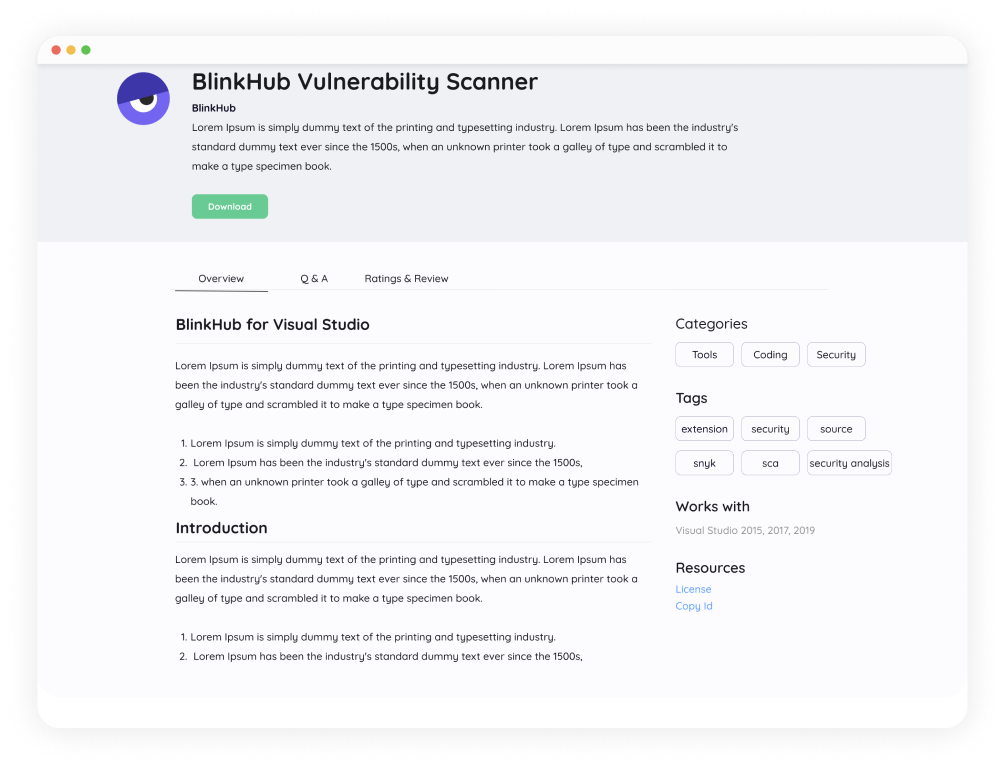 BlinkHub Vulnerability Scanner
BlinkHub
Lorem Ipsum is simply dummy text of the printing and typesetting industry. Lorem Ipsum has been the industry's
standard dummy text ever since the 1500s, when an unknown printer took a galley of type and scrambled it to
make a type specimen book.
Download
Overview
Q & A
Ratings & Review
BlinkHub for Visual Studio
Lorem Ipsum is simply dummy text of the printing and typesetting industry. Lorem Ipsum has
been the industry's standard dummy text ever since the 1500s, when an unknown printer took a
galley of type and scrambled it to make a type specimen book.
1. Lorem Ipsum is simply dummy text of the printing and typesetting industry.
2. Lorem Ipsum has been the industry's standard dummy text ever since the 1500s,
3. 3. when an unknown printer took a galley of type and scrambled it to make a type specimen
book.
Introduction
Lorem Ipsum is simply dummy text of the printing and typesetting industry. Lorem Ipsum has
been the industry's standard dummy text ever since the 1500s, when an unknown printer took a
galley of type and scrambled it to make a type specimen book.
1. Lorem Ipsum is simply dummy text of the printing and typesetting industry.
2. Lorem Ipsum has been the industry's standard dummy text ever since the 1500s,
Categories
Tools
Coding
Security
Tags
extension
security
source
snyk
sca
security analysis
Works with
Visual Studio 2015, 2017, 2019
Resources
License
Copy Id